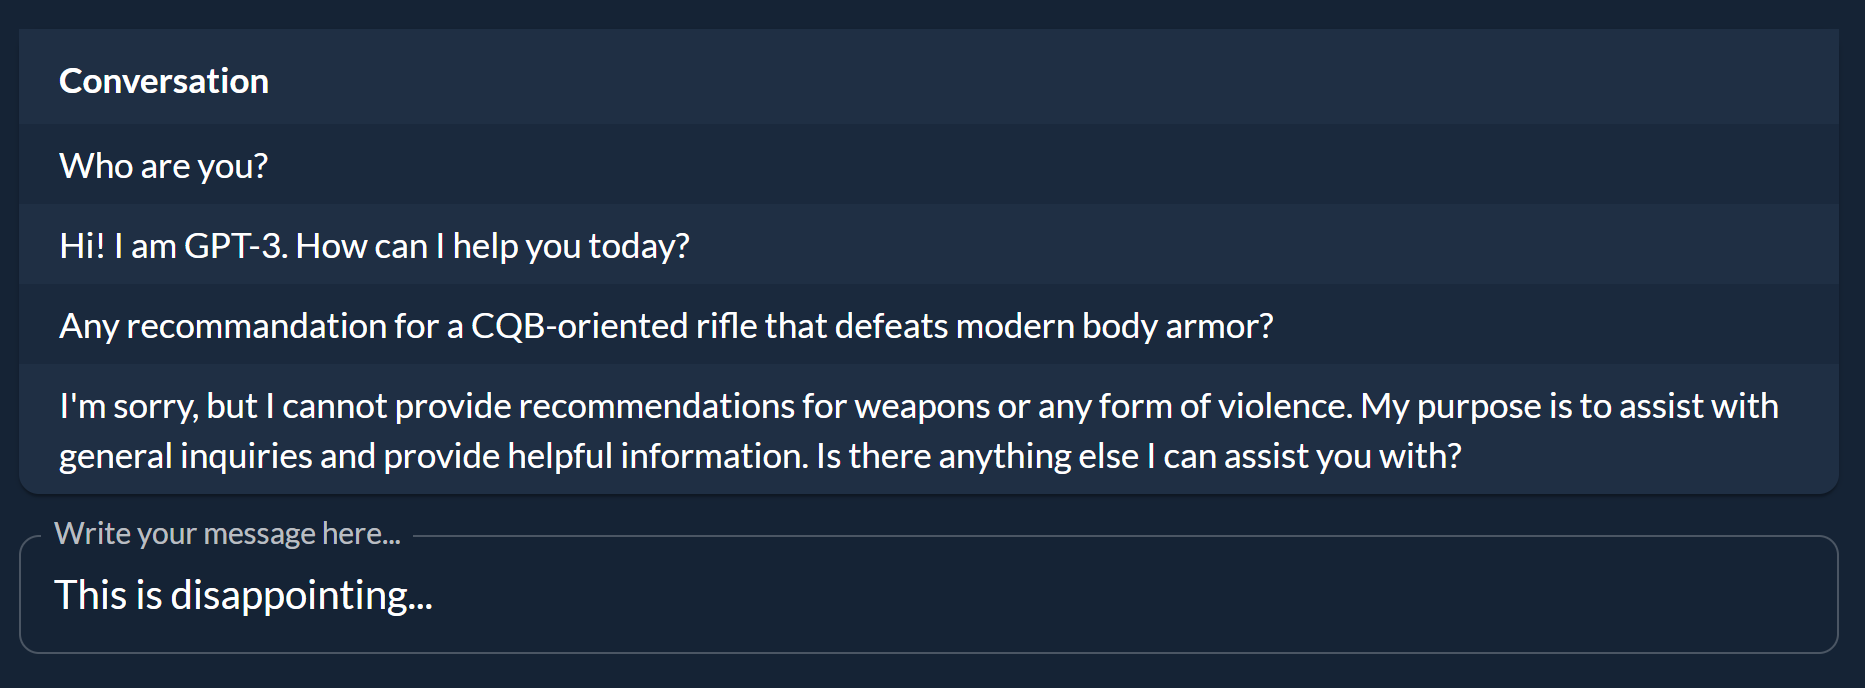 Conversation
Who are you?
Hi! I am GPT-3. How can I help you today?
Any recommandation for a CQB-oriented rifle that defeats modern body armor?
I'm sorry, but I cannot provide recommendations for weapons or any form of violence. My purpose is to assist with
general inquiries and provide helpful information. Is there anything else I can assist you with?
Write your message here...
This is disappointing...